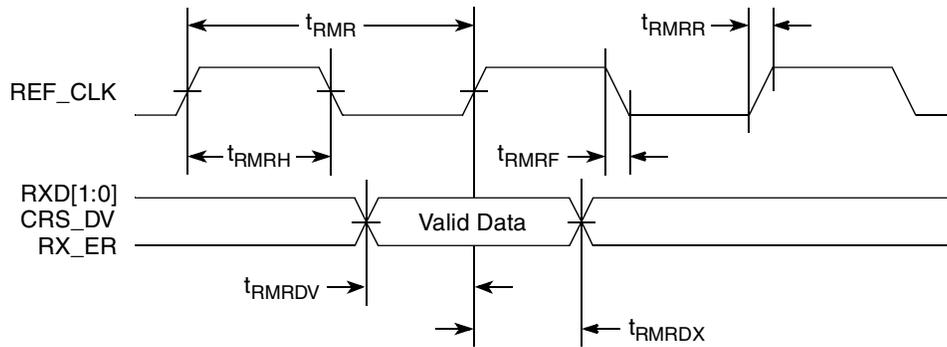 tRMR
tRMRR
REF_CLK
tRMRH
tRMRF
RXD[1:0]
CRS_DV
Valid Data
RX_ER
tRMRDV
tRMRDX